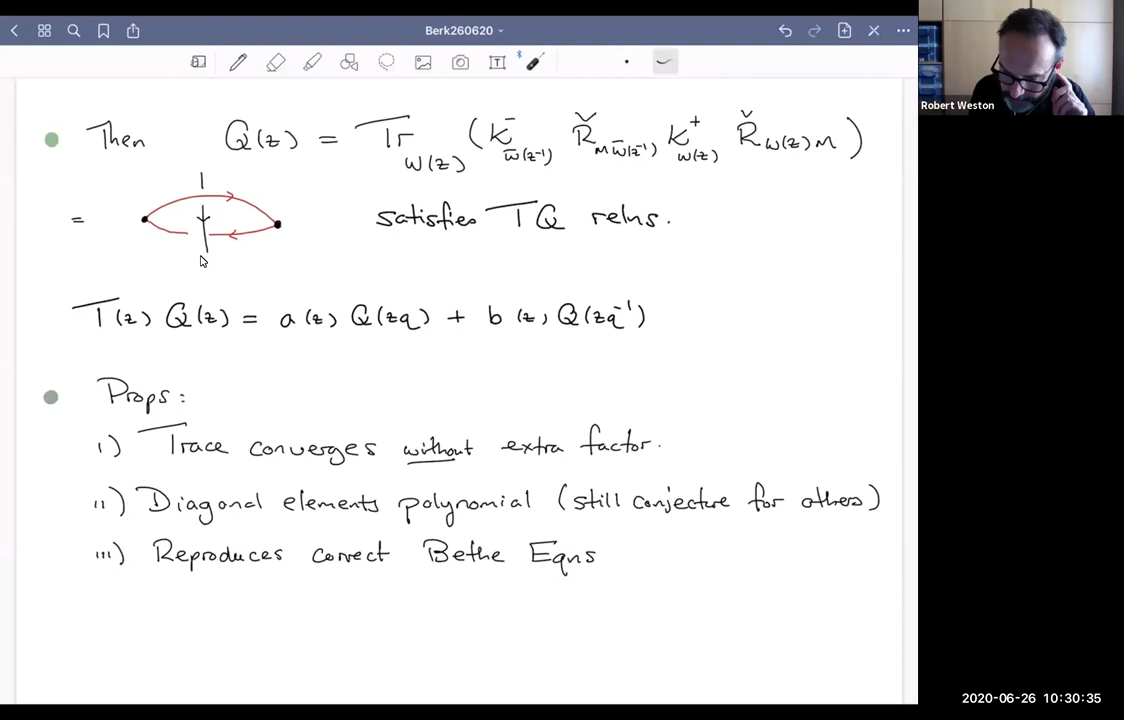 Berk260620
Robert Weston
Then Q(z) = Tr_{W(z)} ( K^-_{\bar{W}(z^{-1})} Ř_{M \bar{W}(z^{-1})} K^+_{W(z)} Ř_{W(z) M} )
= satisfies TQ relns.
T(z) Q(z) = a(z) Q(zq) + b(z) Q(zq^{-1})
Props:
i) Trace converges without extra factor.
ii) Diagonal elements polynomial (still conjecture for others)
iii) Reproduces correct Bethe Eqns
2020-06-26 10:30:35